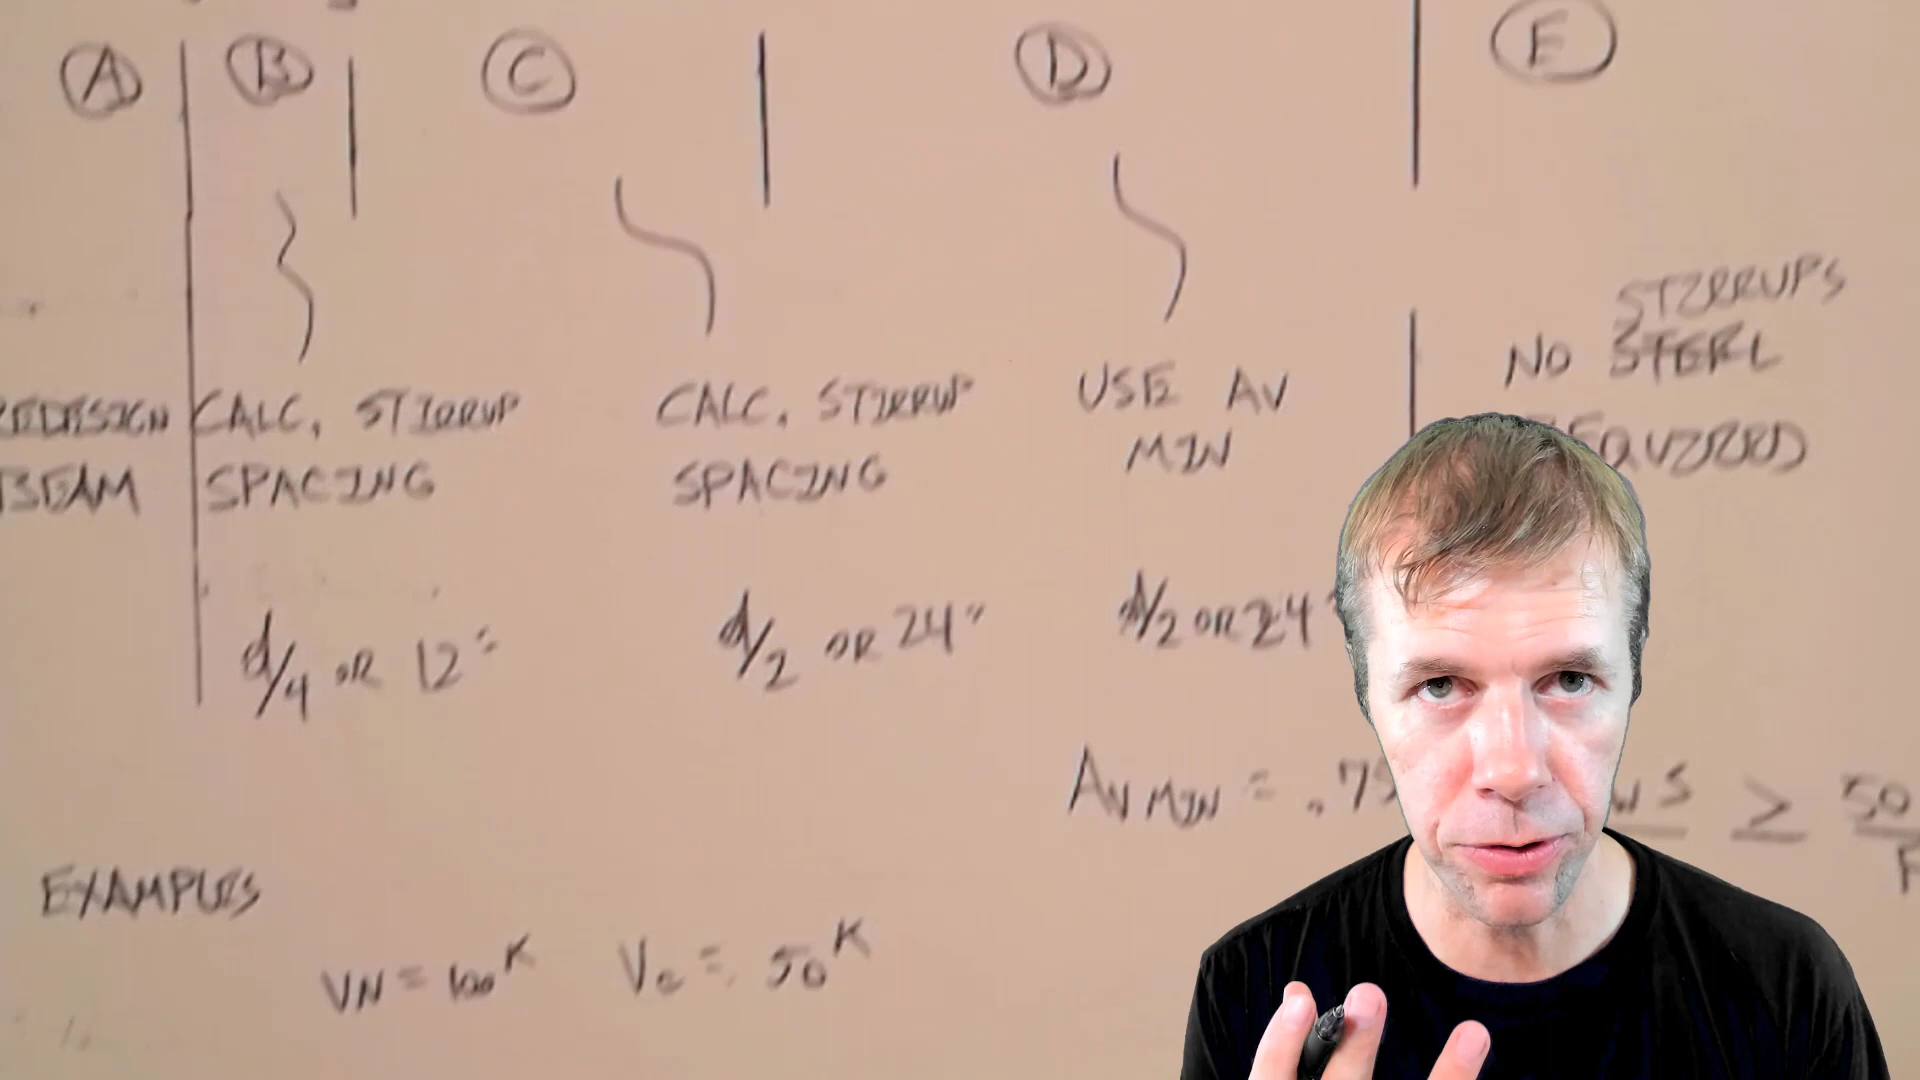 A B C D E
STIRRUPS
NO STEEL
REQUIRED
REDESIGN
BEAM
CALC. STIRRUP
SPACING
CALC. STIRRUP
SPACING
USE AV
MIN
d/4 OR 12"
d/2 OR 24"
d/2 OR 24"
AV MIN = .75 w s ≥ 50
F
EXAMPLES
VN = 100K VC = 50K